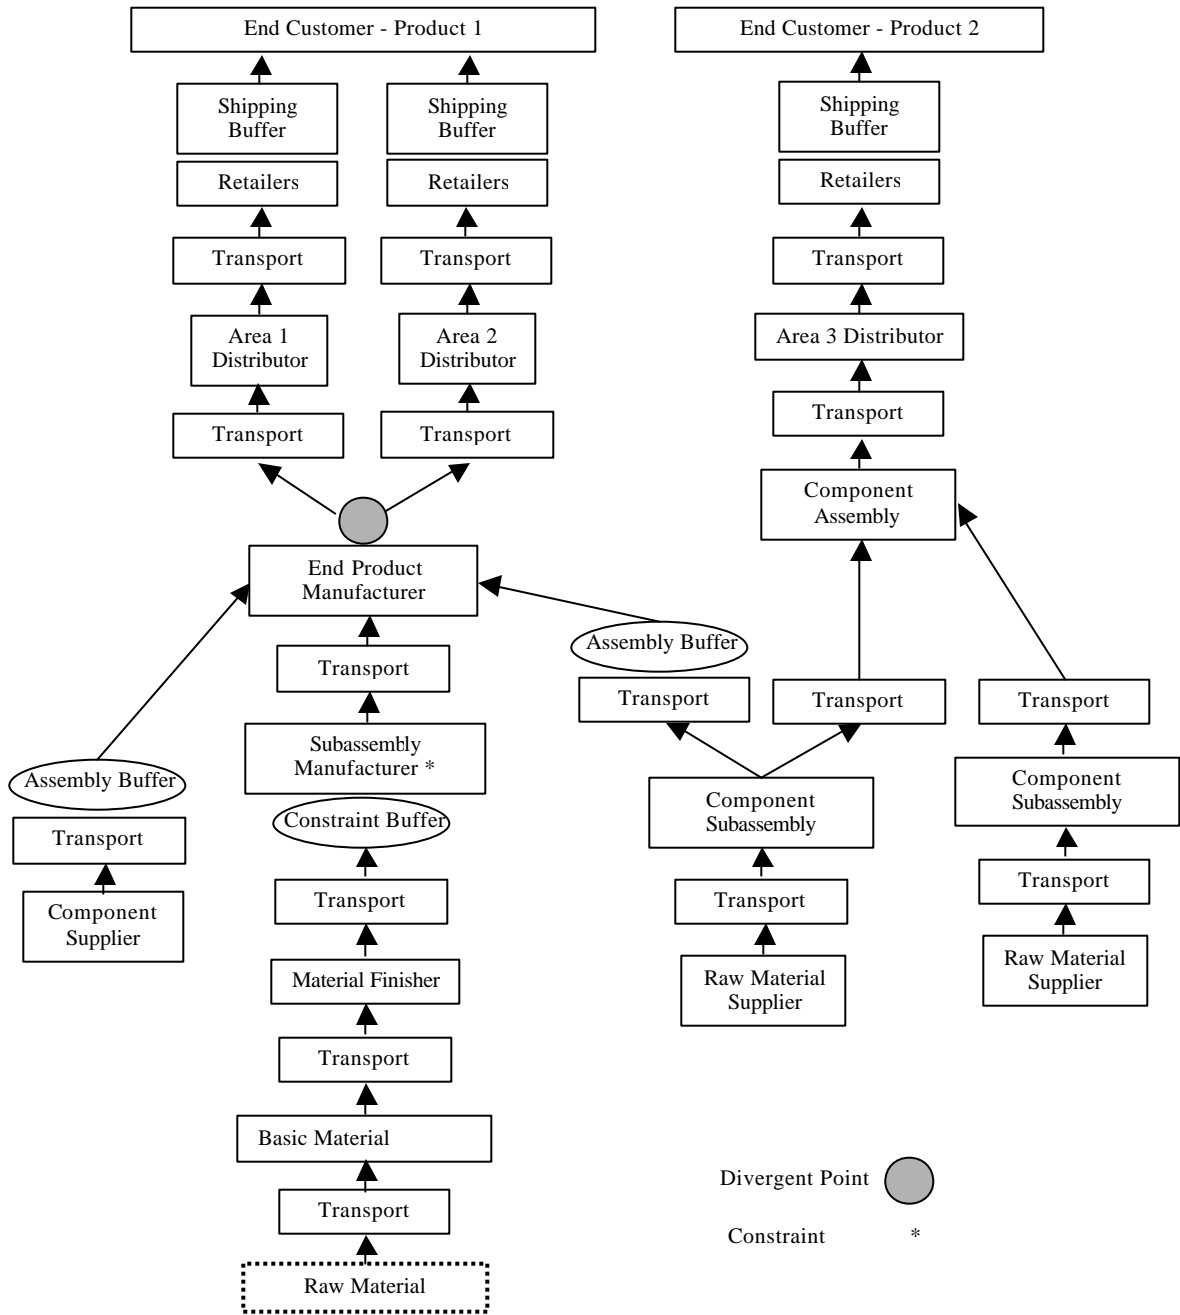 End Customer - Product 1
End Customer - Product 2
Shipping
Buffer
Shipping
Buffer
Shipping
Buffer
Retailers
Retailers
Retailers
Transport
Transport
Transport
Area 1
Distributor
Area 2
Distributor
Area 3 Distributor
Transport
Transport
Transport
Component
Assembly
End Product
Manufacturer
Assembly Buffer
Transport
Transport
Transport
Transport
Subassembly
Manufacturer *
Assembly Buffer
Component
Subassembly
Component
Subassembly
Constraint Buffer
Transport
Transport
Transport
Transport
Component
Supplier
Material Finisher
Raw Material
Supplier
Raw Material
Supplier
Transport
Basic Material
Divergent Point
Transport
Constraint *
Raw Material